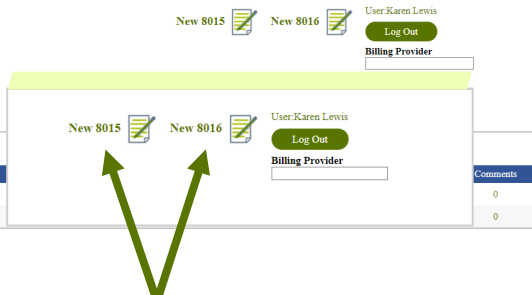 New 8015 New 8016 User:Karen Lewis
Log Out
Billing Provider
New 8015 New 8016 User:Karen Lewis
Log Out
Billing Provider
Comments
0
0